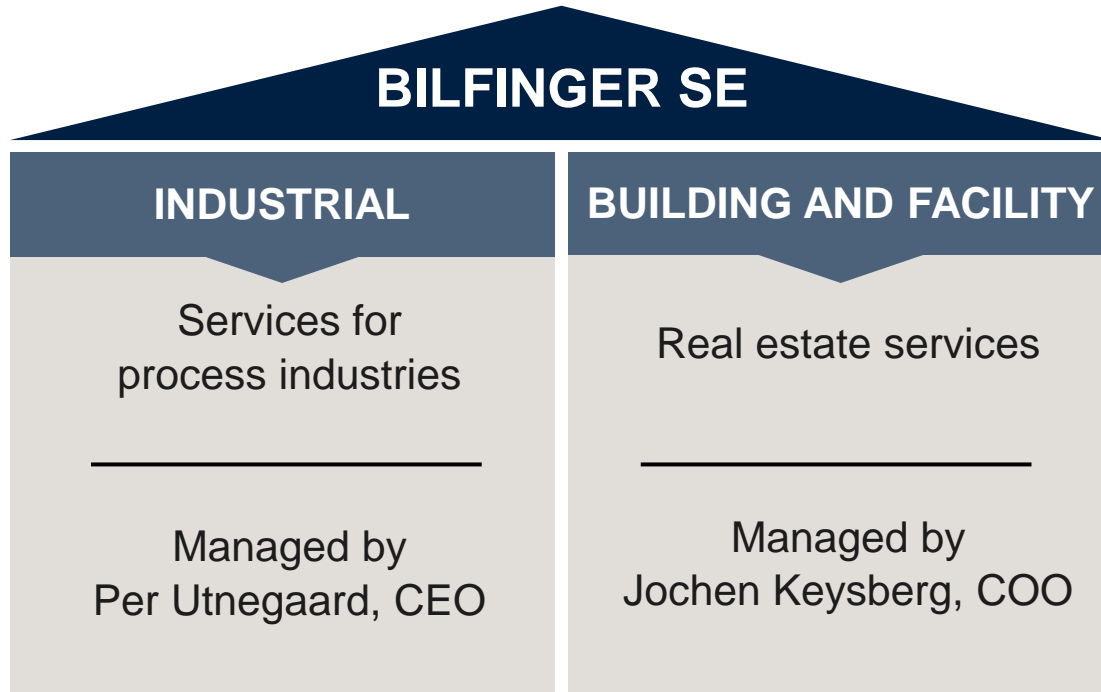 BILFINGER SE
INDUSTRIAL
Services for
process industries
Managed by
Per Utnegaard, CEO
BUILDING AND FACILITY
Real estate services
Managed by
Jochen Keysberg, COO